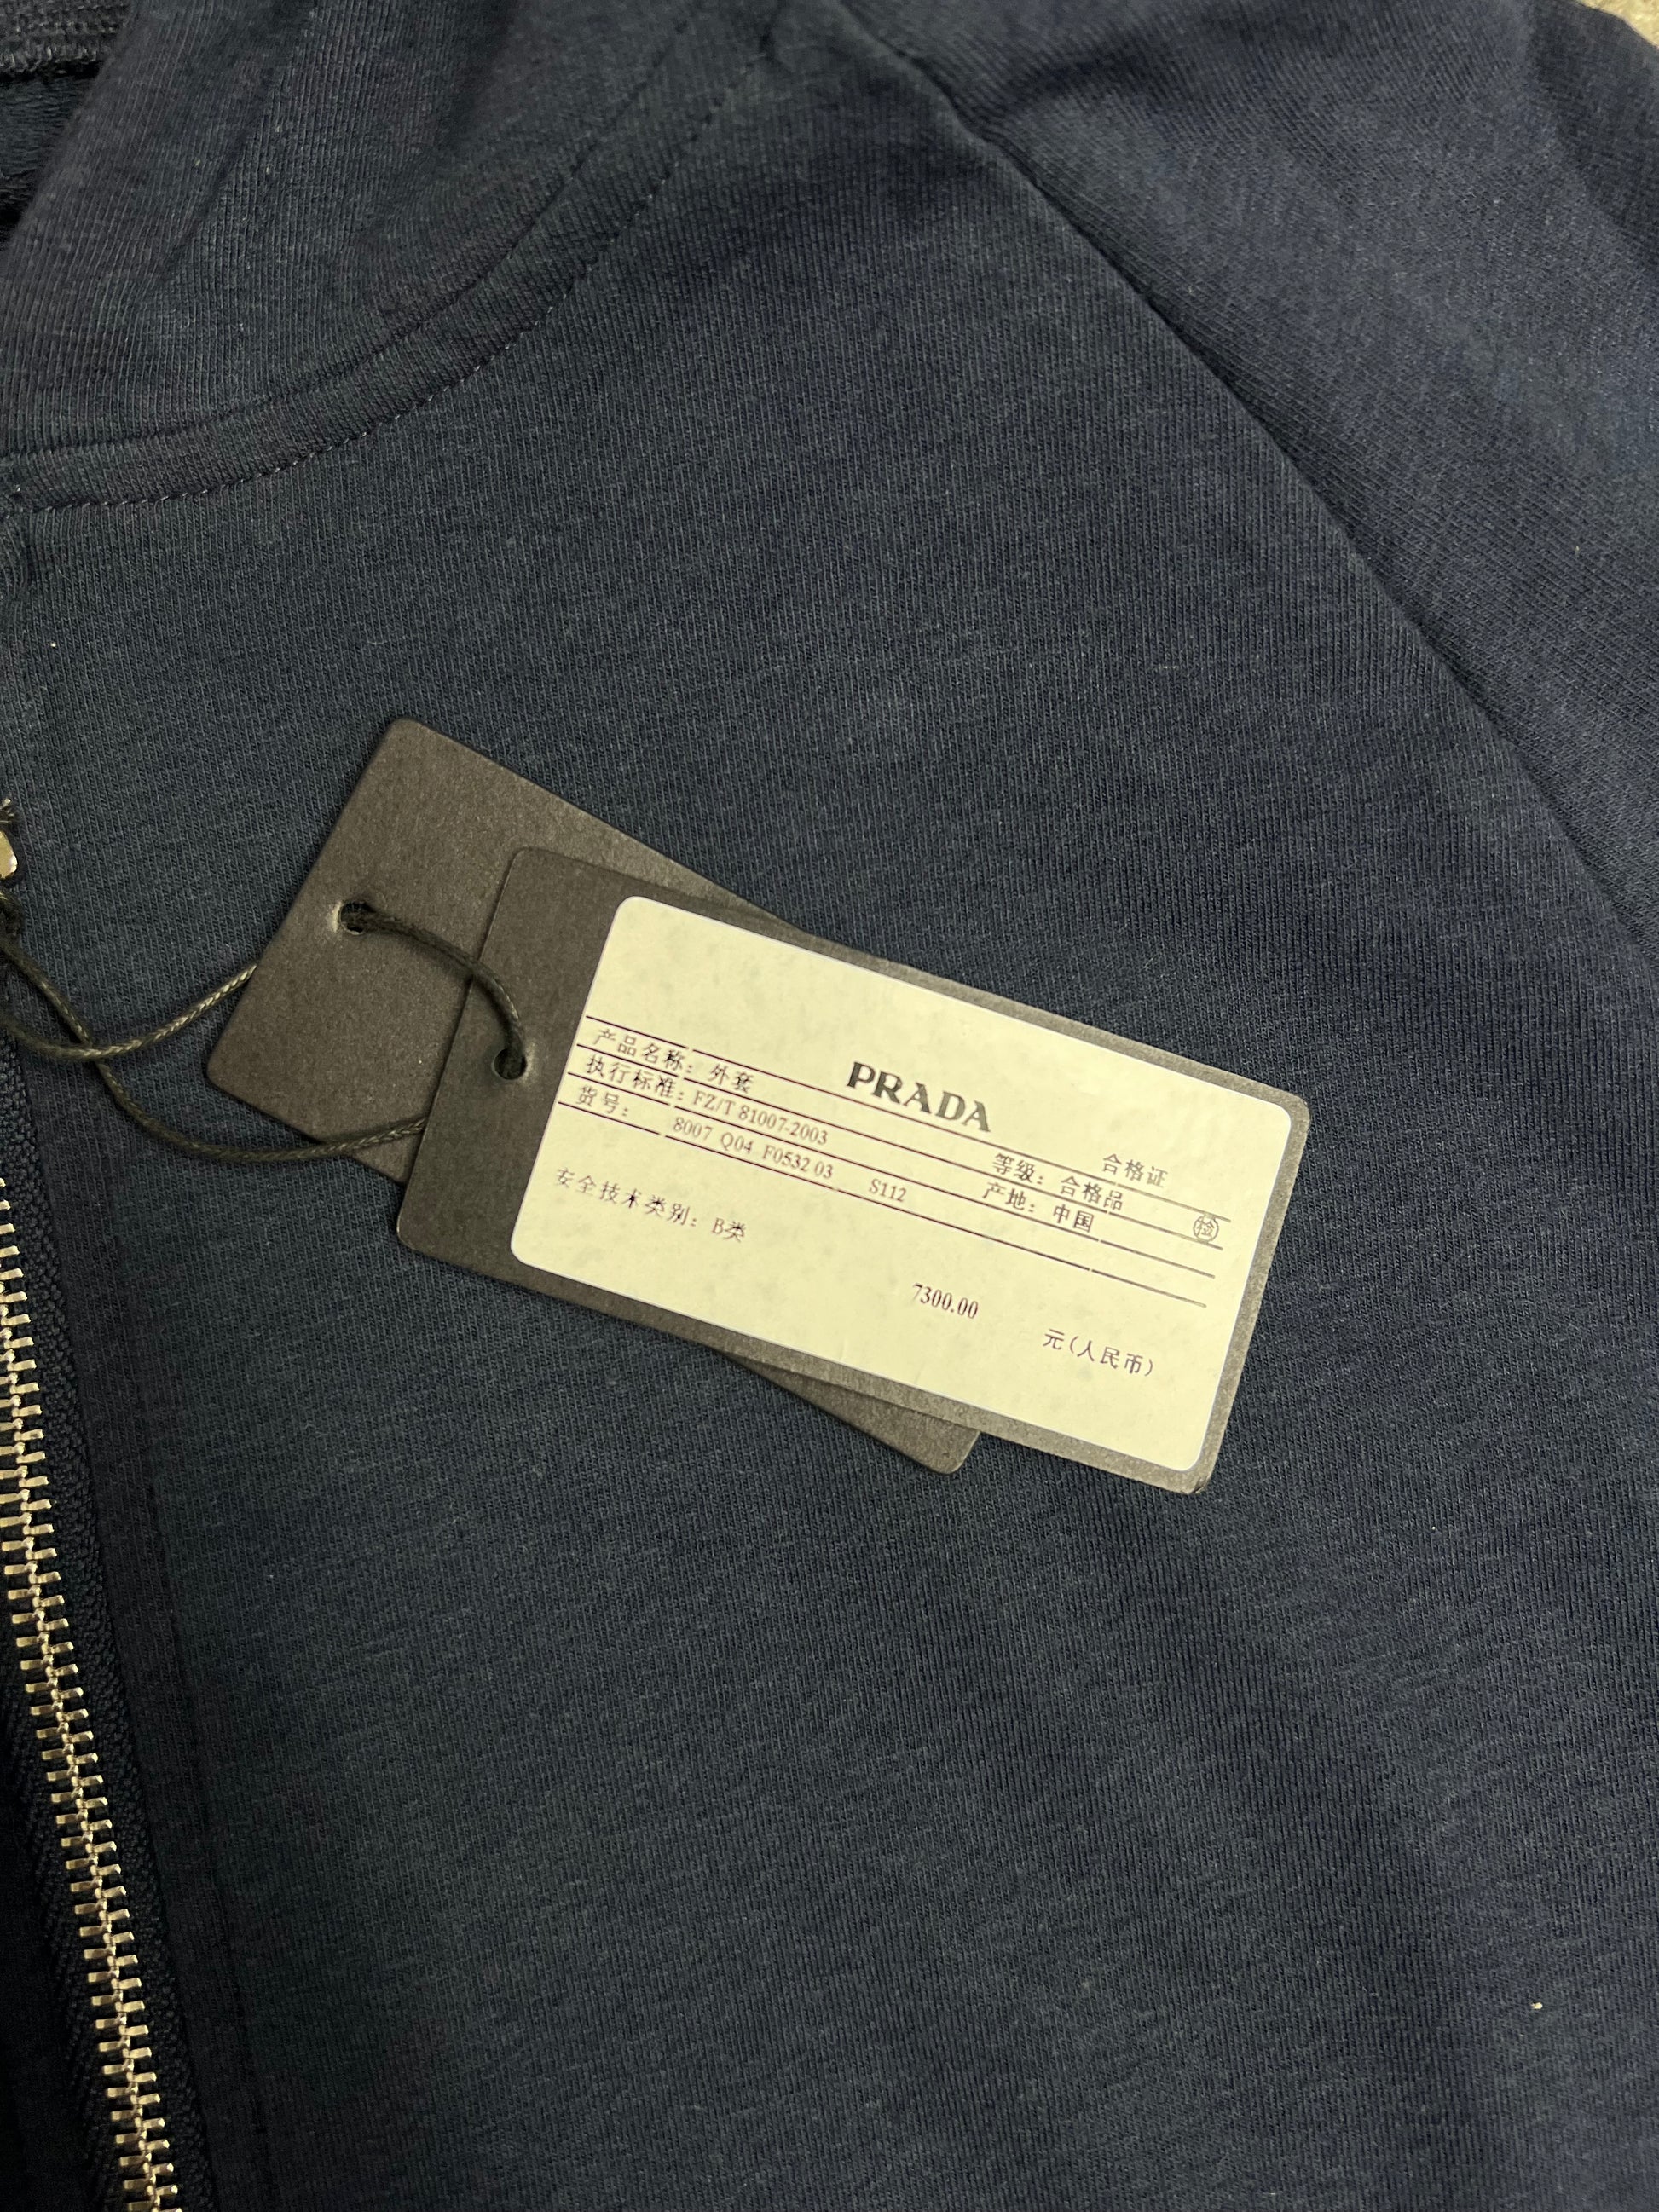 PRADA
合格证
产品名称: 外套
等级: 合格品
执行标准: FZ/T 81007-2003
产地: 中国
检
货号: 8007 Q04 F0532 03 S112
安全技术类别: B类
7300.00 元(人民币)